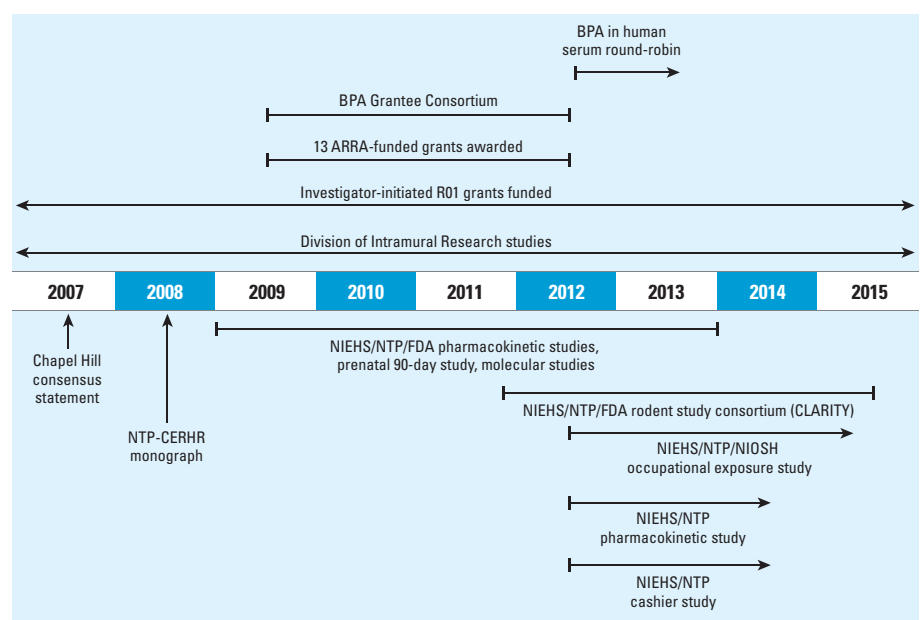 BPA in human
serum round-robin
BPA Grantee Consortium
13 ARRA-funded grants awarded
Investigator-initiated R01 grants funded
Division of Intramural Research studies
2007 2008 2009 2010 2011 2012 2013 2014 2015
Chapel Hill
consensus
statement
NTP-CERHR
monograph
NIEHS/NTP/FDA pharmacokinetic studies,
prenatal 90-day study, molecular studies
NIEHS/NTP/FDA rodent study consortium (CLARITY)
NIEHS/NTP/NIOSH
occupational exposure study
NIEHS/NTP
pharmacokinetic study
NIEHS/NTP
cashier study